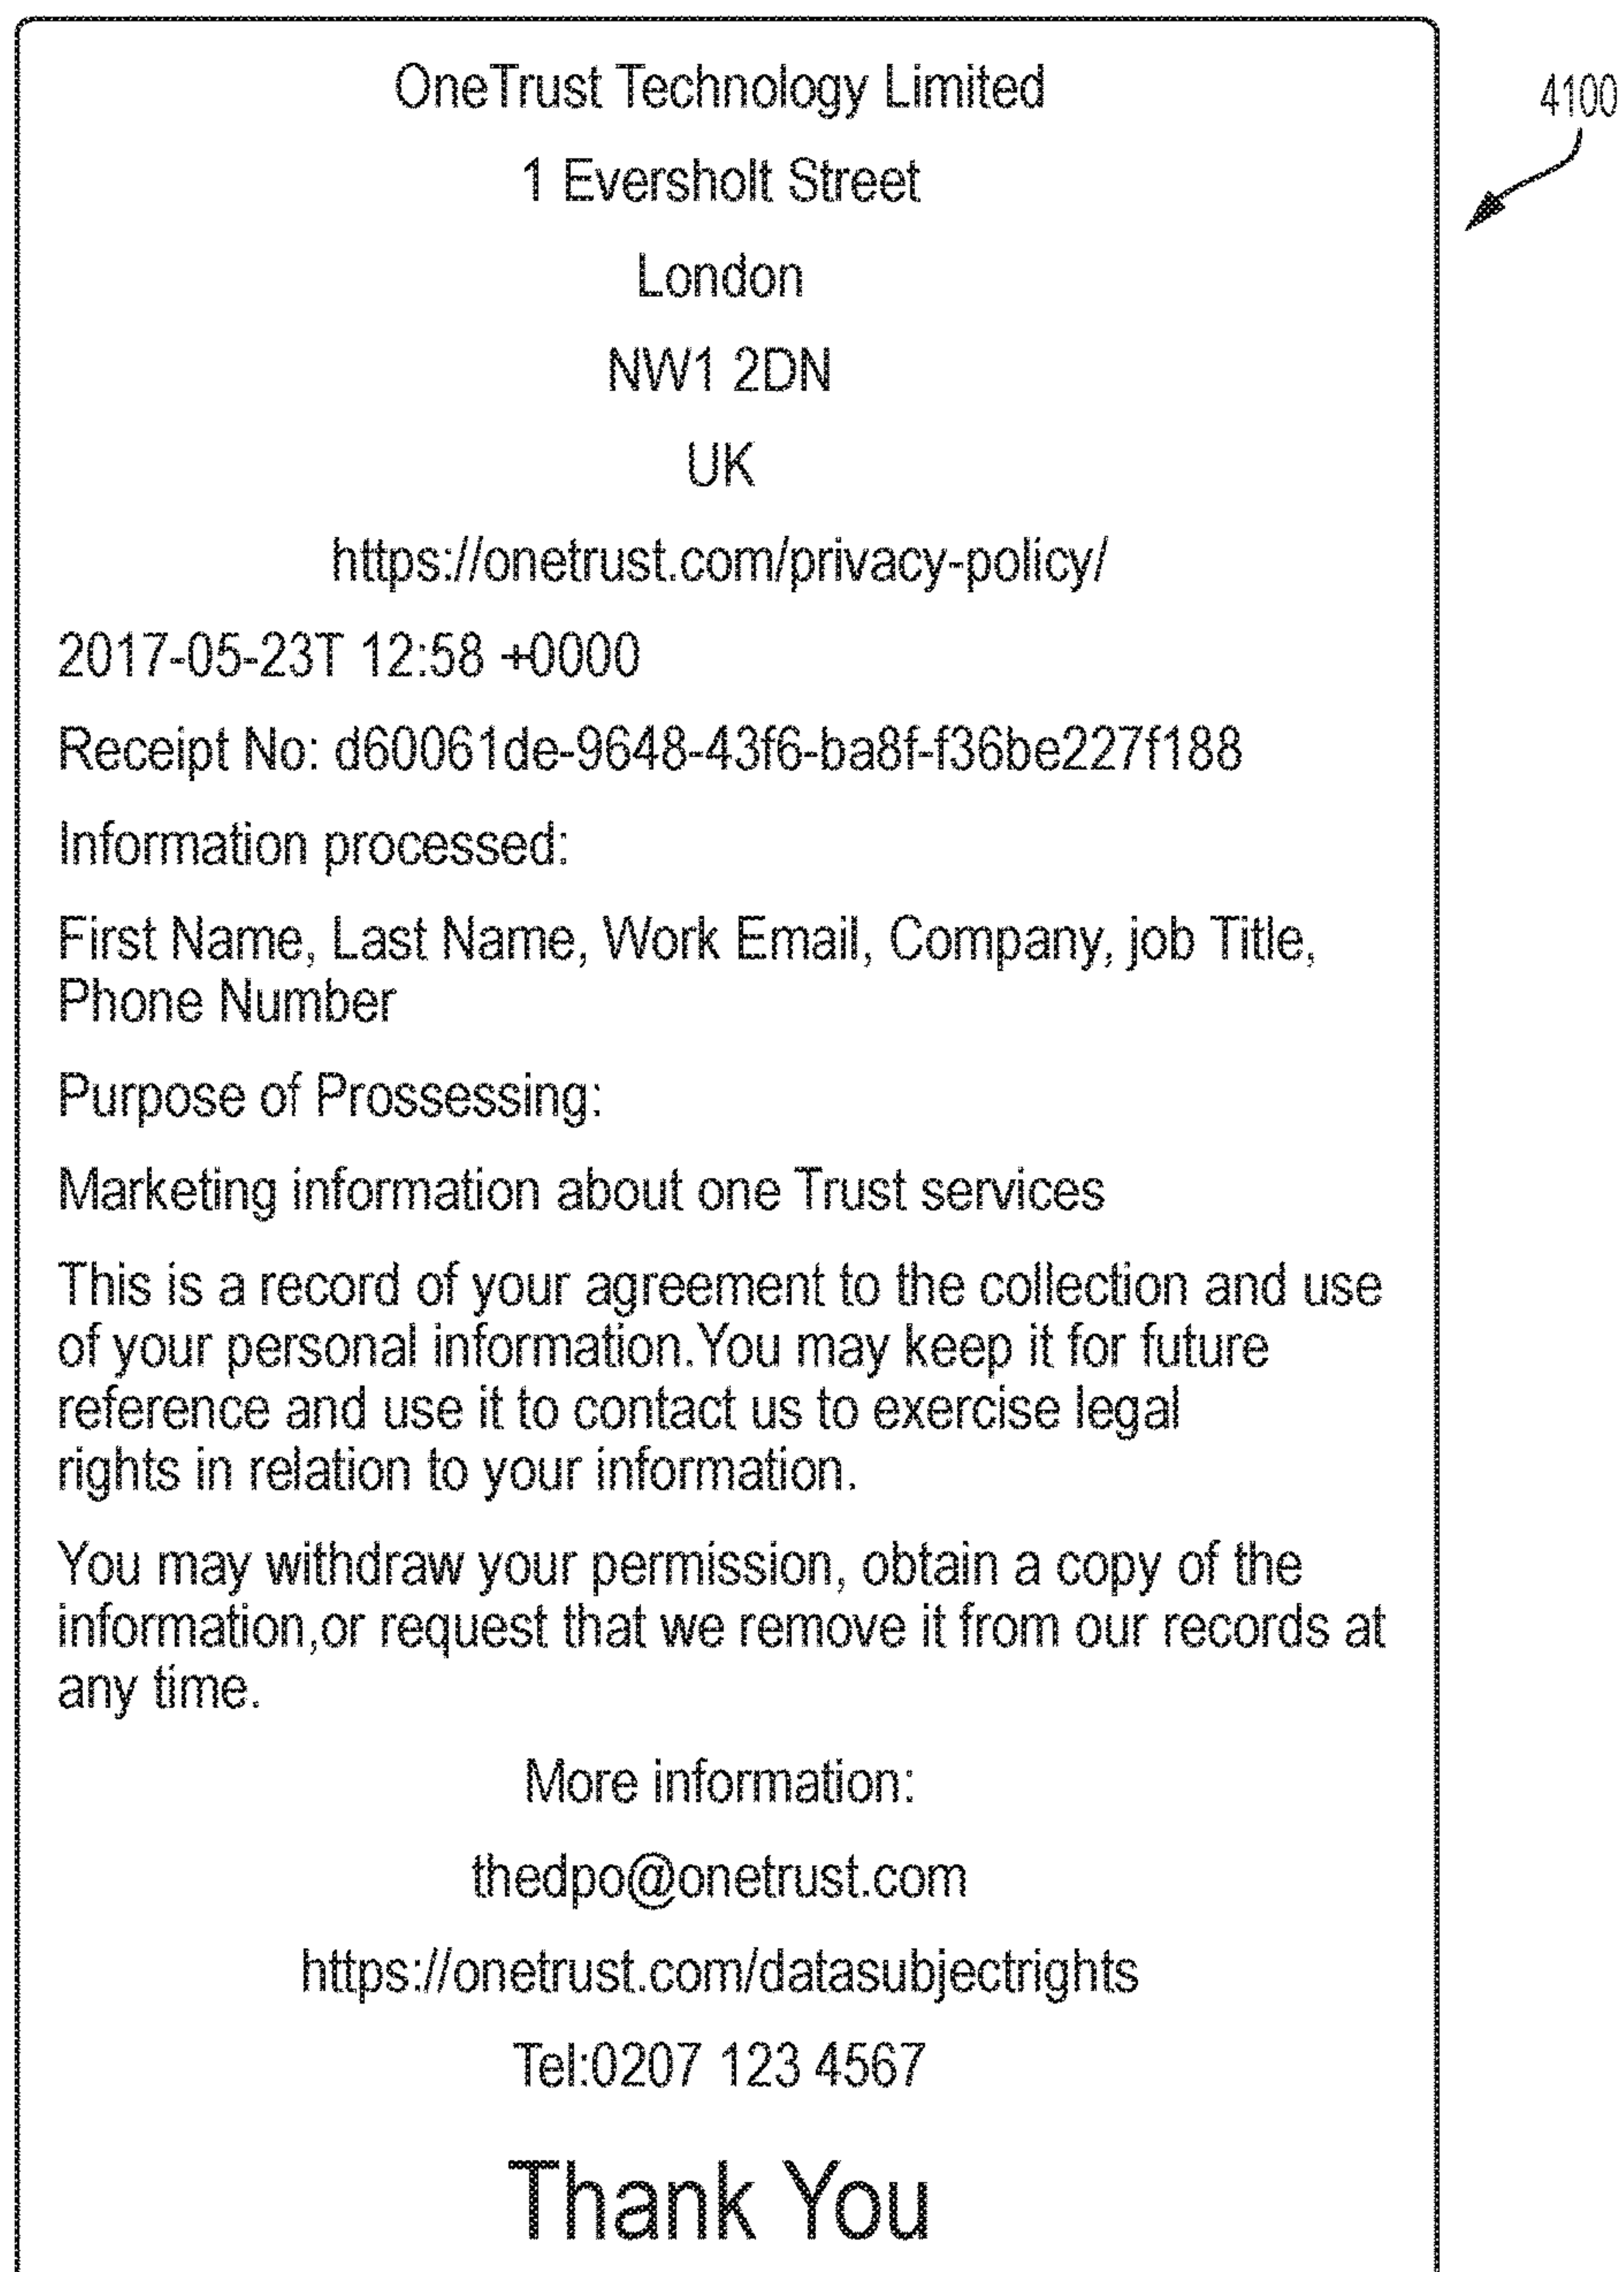 OneTrust Technology Limited
4100
1 Eversholt Street
London
NW1 2DN
UK
https://onetrust.com/privacy-policy/
2017-05-23T 12:58 +0000
Receipt No: d60061de-9648-43f6-ba8f-f36be227f188
Information processed:
First Name, Last Name, Work Email, Company, job Title,
Phone Number
Purpose of Prossessing:
Marketing information about one Trust services
This is a record of your agreement to the collection and use
of your personal information.You may keep it for future
reference and use it to contact us to exercise legal
rights in relation to your information.
You may withdraw your permission, obtain a copy of the
information,or request that we remove it from our records at
any time.
More information:
thedpo@onetrust.com
https://onetrust.com/datasubjectrights
Tel:0207 123 4567
Thank You